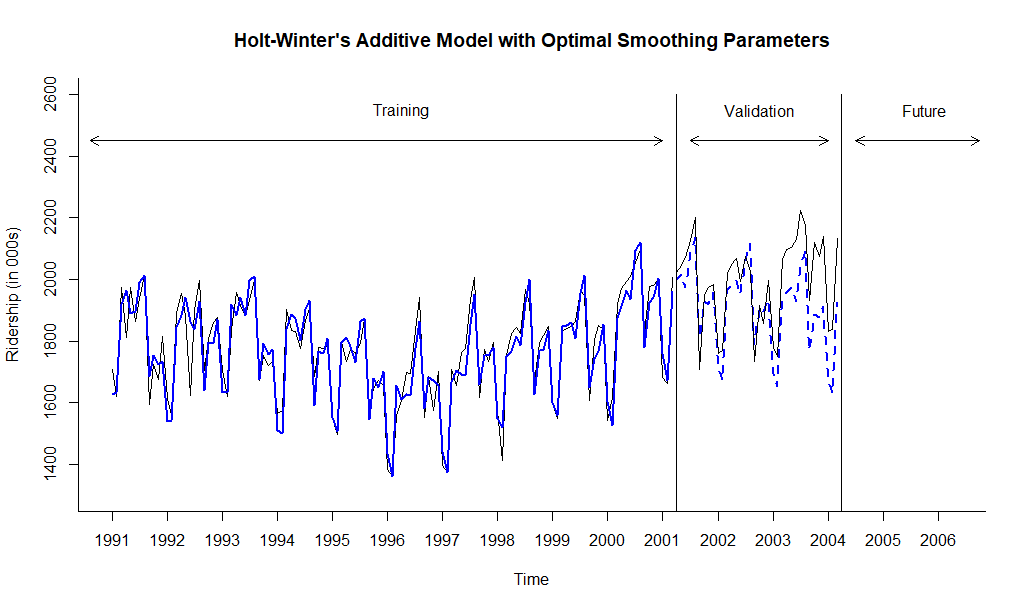 Holt-Winter's Additive Model with Optimal Smoothing Parameters
Training
Validation
Future
Ridership (in 000s)
2600
2400
2200
2000
1800
1600
1400
1991 1992 1993 1994 1995 1996 1997 1998 1999 2000 2001 2002 2003 2004 2005 2006
Time